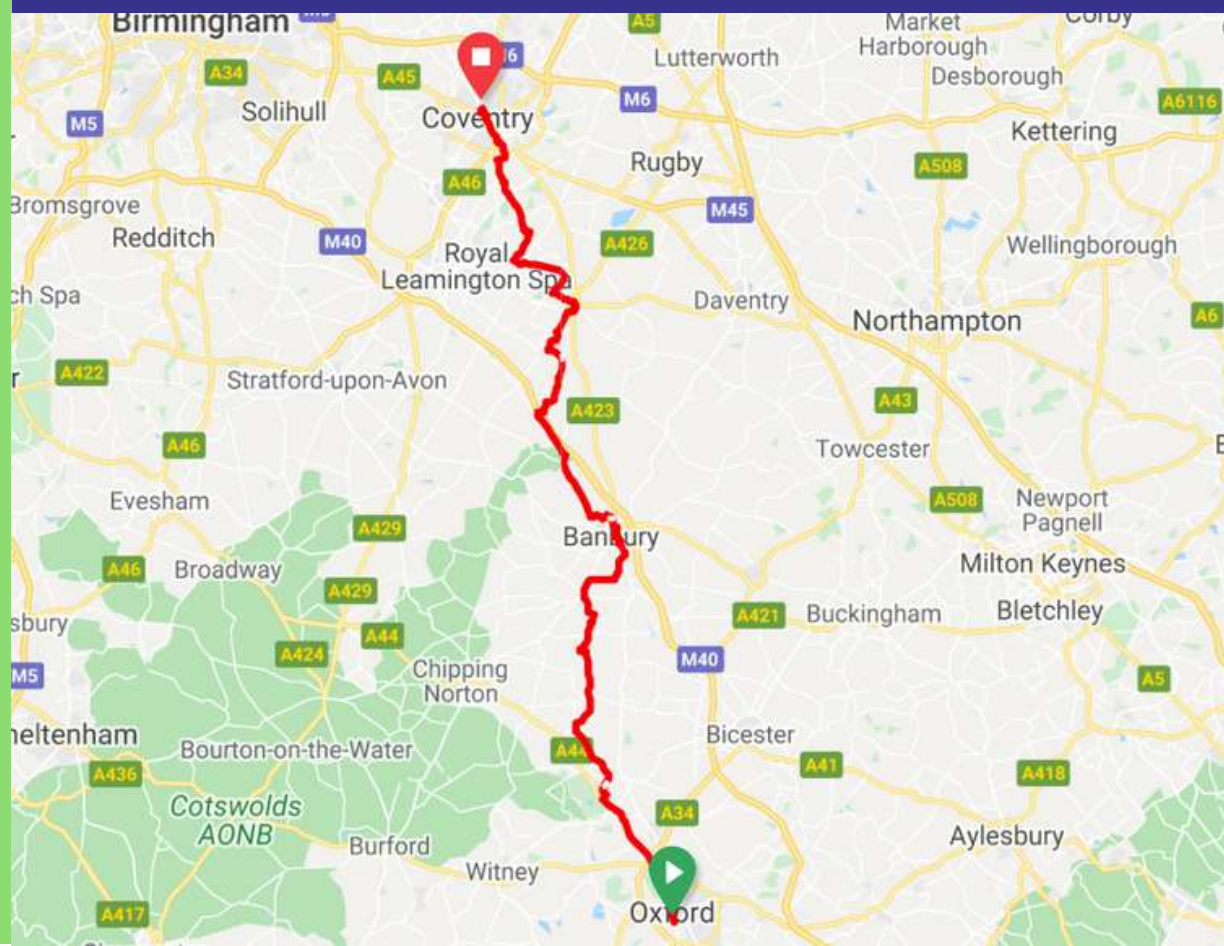 Birmingham
A5
Market
Harborough
Corby
Lutterworth
Desborough
A34
A45
M6
Solihull
Coventry
M6
A6116
M5
Kettering
Rugby
A508
A46
M45
Bromsgrove
Redditch
M40
A426
Wellingborough
Royal
Leamington Spa
ch Spa
Daventry
Northampton
A6
A422
Stratford-upon-Avon
A423
A43
A46
Towcester
Evesham
A429
A508
Newport
Pagnell
Banbury
A46
Broadway
Milton Keynes
A429
A421
Buckingham
Bletchley
sbury
A44
A424
M40
M5
Chipping
Norton
A5
heltenham
Bourton-on-the-Water
A44
Bicester
A41
A436
A418
Cotswolds
AONB
A34
Aylesbury
Burford
Witney
A417
Oxford